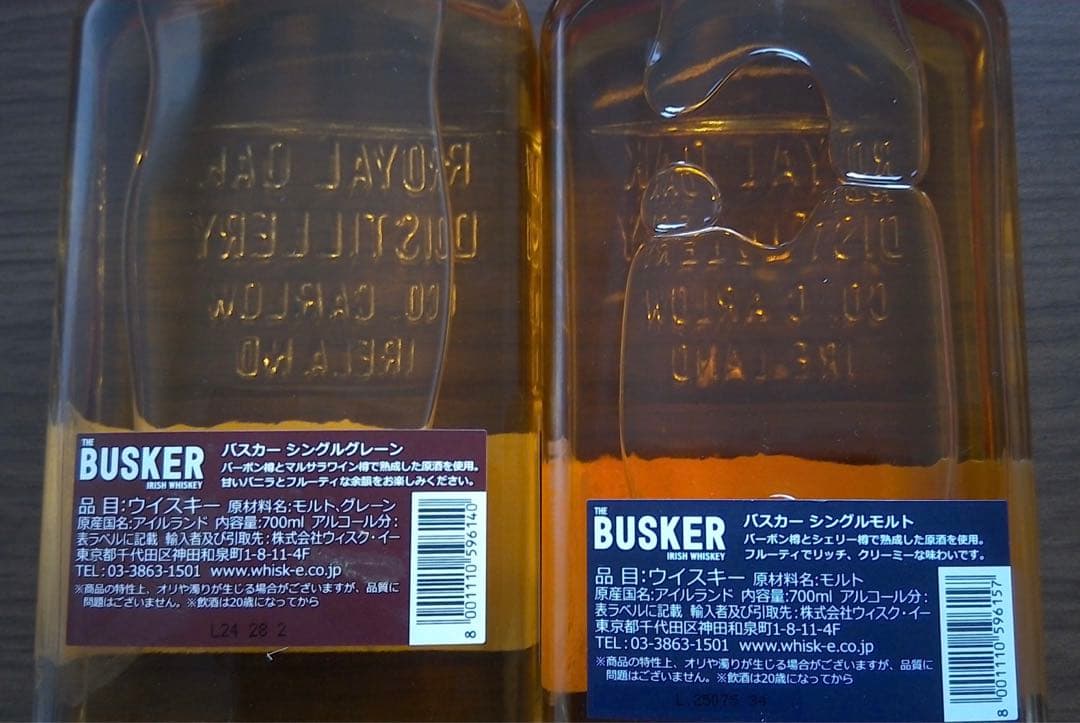 ROYAL OAK
DISTILLERY
CO. CARLOW
IRELAND
THE
BUSKER
IRISH WHISKEY
バスカー シングルグレーン
バーボン樽とマルサラワイン樽で熟成した原酒を使用。
甘いバニラとフルーティな余韻をお楽しみください。
品 目:ウイスキー 原材料名:モルト、グレーン
原産国名:アイルランド 内容量:700ml アルコール分:
表ラベルに記載 輸入者及び引取先:株式会社ウィスク・イー
東京都千代田区神田和泉町1-8-11-4F
TEL:03-3863-1501 www.whisk-e.co.jp
※商品の特性上、オリや濁りが生じる場合がございますが、品質に
問題はございません。※飲酒は20歳になってから
L24 28 2
8 001110 596140
ROYAL OAK
DISTILLERY
CO. CARLOW
IRELAND
THE
BUSKER
IRISH WHISKEY
バスカー シングルモルト
バーボン樽とシェリー樽で熟成した原酒を使用。
フルーティでリッチ、クリーミーな味わいです。
品 目:ウイスキー 原材料名:モルト
原産国名:アイルランド 内容量:700ml アルコール分:
表ラベルに記載 輸入者及び引取先:株式会社ウィスク・イー
東京都千代田区神田和泉町1-8-11-4F
TEL:03-3863-1501 www.whisk-e.co.jp
※商品の特性上、オリや濁りが生じる場合がございますが、品質に
問題はございません。※飲酒は20歳になってから
8 001110 596157